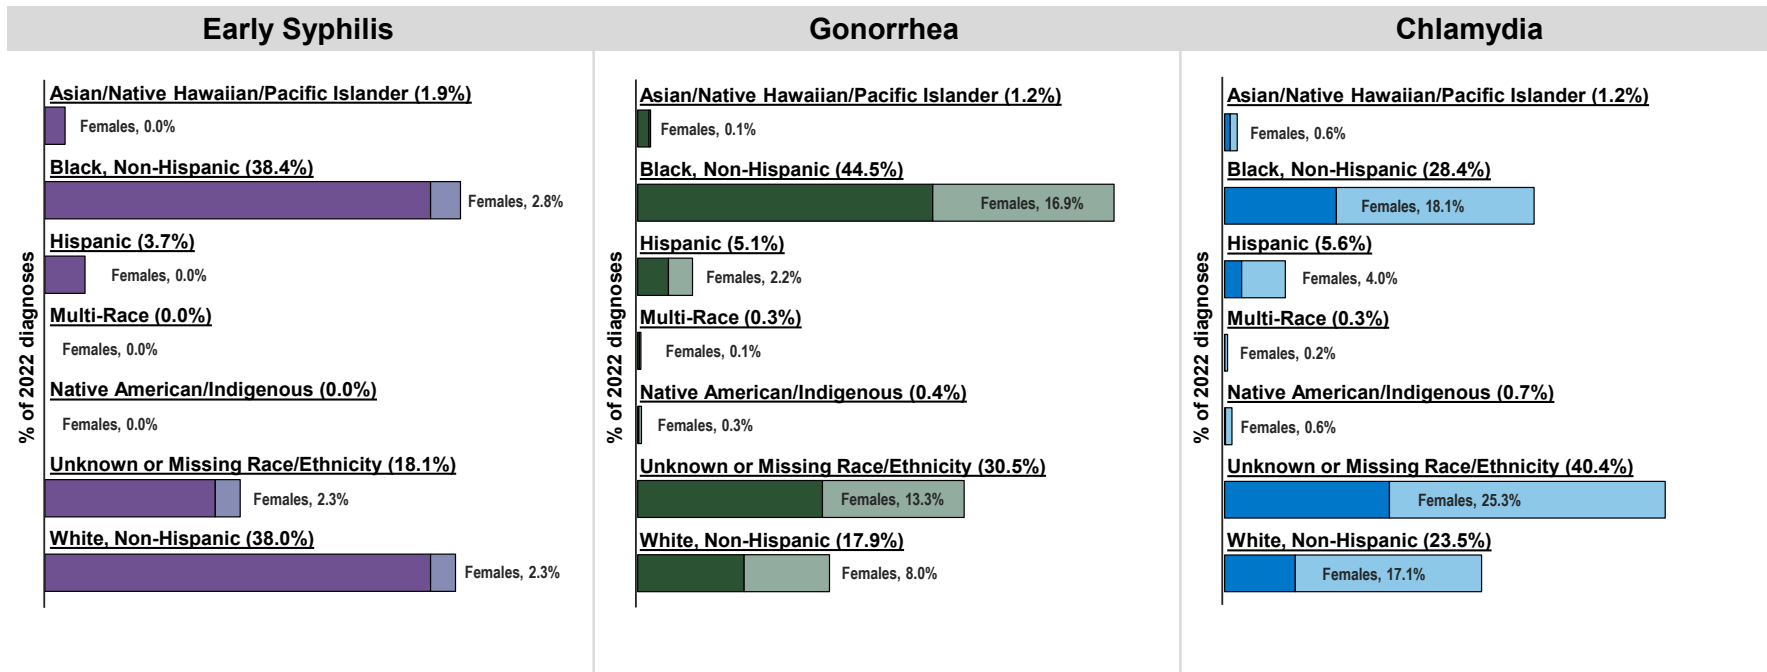 Early Syphilis
% of 2022 diagnoses
Asian/Native Hawaiian/Pacific Islander (1.9%)
Females, 0.0%
Black, Non-Hispanic (38.4%)
Females, 2.8%
Hispanic (3.7%)
Females, 0.0%
Multi-Race (0.0%)
Females, 0.0%
Native American/Indigenous (0.0%)
Females, 0.0%
Unknown or Missing Race/Ethnicity (18.1%)
Females, 2.3%
White, Non-Hispanic (38.0%)
Females, 2.3%
Gonorrhea
% of 2022 diagnoses
Asian/Native Hawaiian/Pacific Islander (1.2%)
Females, 0.1%
Black, Non-Hispanic (44.5%)
Females, 16.9%
Hispanic (5.1%)
Females, 2.2%
Multi-Race (0.3%)
Females, 0.1%
Native American/Indigenous (0.4%)
Females, 0.3%
Unknown or Missing Race/Ethnicity (30.5%)
Females, 13.3%
White, Non-Hispanic (17.9%)
Females, 8.0%
Chlamydia
% of 2022 diagnoses
Asian/Native Hawaiian/Pacific Islander (1.2%)
Females, 0.6%
Black, Non-Hispanic (28.4%)
Females, 18.1%
Hispanic (5.6%)
Females, 4.0%
Multi-Race (0.3%)
Females, 0.2%
Native American/Indigenous (0.7%)
Females, 0.6%
Unknown or Missing Race/Ethnicity (40.4%)
Females, 25.3%
White, Non-Hispanic (23.5%)
Females, 17.1%